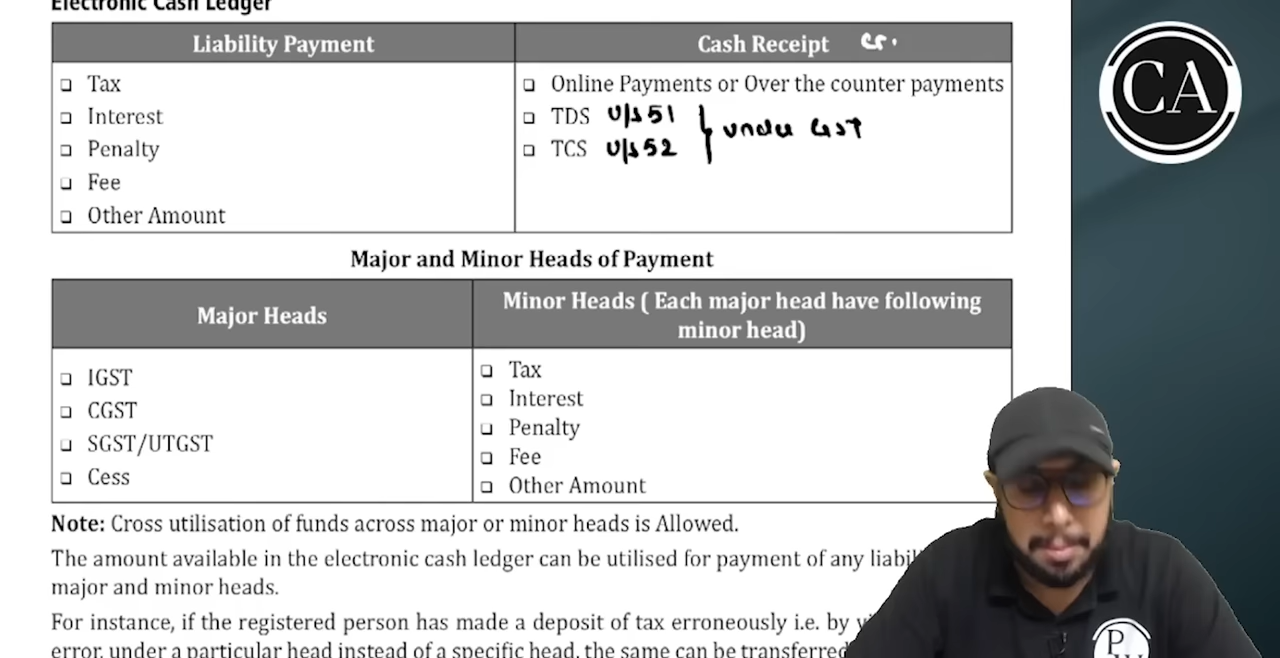 Electronic Cash Ledger
Liability Payment
Cash Receipt cr.
❑ Tax
❑ Interest
❑ Penalty
❑ Fee
❑ Other Amount
❑ Online Payments or Over the counter payments
❑ TDS U/s 51
❑ TCS U/s 52
under GST
Major and Minor Heads of Payment
Major Heads
Minor Heads ( Each major head have following
minor head)
❑ IGST
❑ CGST
❑ SGST/UTGST
❑ Cess
❑ Tax
❑ Interest
❑ Penalty
❑ Fee
❑ Other Amount
Note: Cross utilisation of funds across major or minor heads is Allowed.
The amount available in the electronic cash ledger can be utilised for payment of any
major and minor heads.
For instance, if the registered person has made a deposit of tax erroneously i.e. by
error, under a particular head instead of a specific head, the same can be transferred
CA
P
W